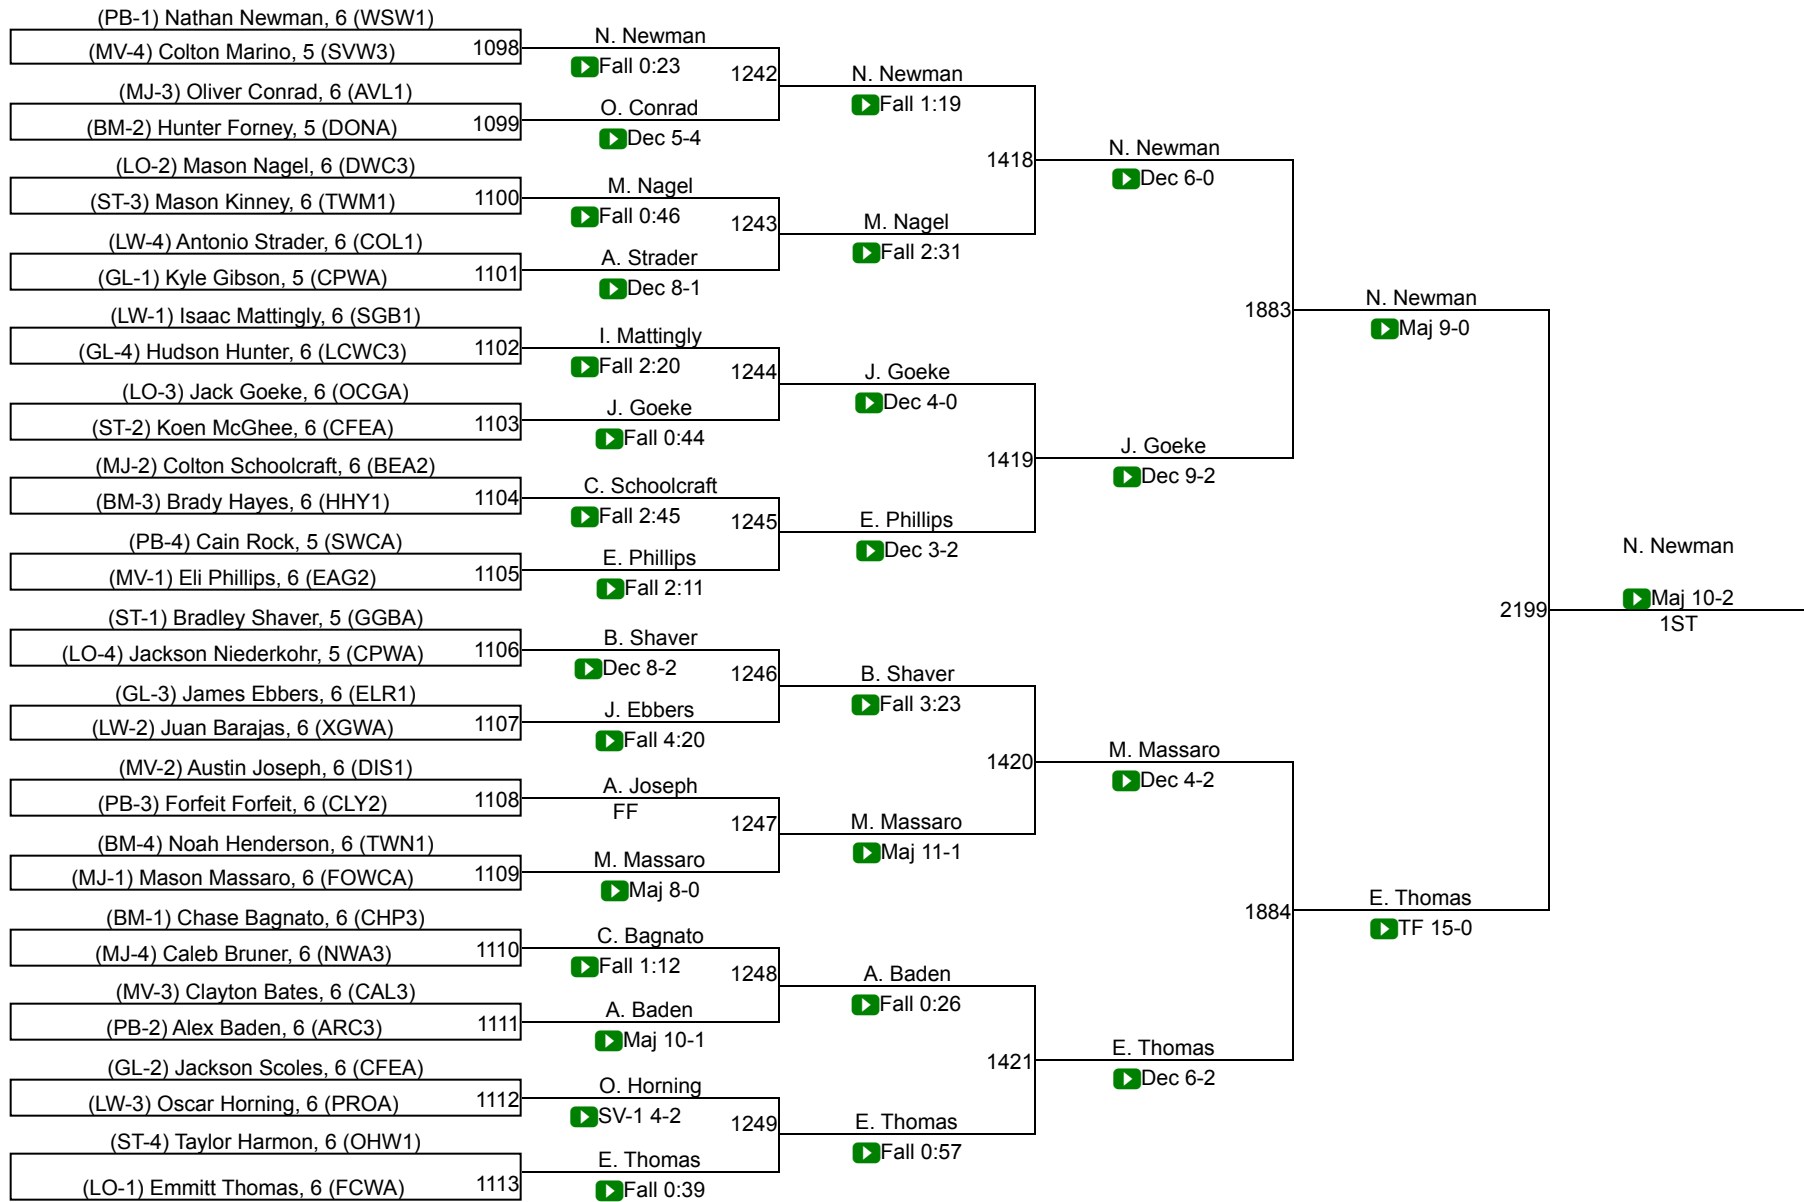 (PB-1) Nathan Newman, 6 (WSW1)
(MV-4) Colton Marino, 5 (SVW3)
1098
(MJ-3) Oliver Conrad, 6 (AVL1)
(BM-2) Hunter Forney, 5 (DONA)
1099
(LO-2) Mason Nagel, 6 (DWC3)
(ST-3) Mason Kinney, 6 (TWM1)
1100
(LW-4) Antonio Strader, 6 (COL1)
(GL-1) Kyle Gibson, 5 (CPWA)
1101
(LW-1) Isaac Mattingly, 6 (SGB1)
(GL-4) Hudson Hunter, 6 (LCWC3)
1102
(LO-3) Jack Goeke, 6 (OCGA)
(ST-2) Koen McGhee, 6 (CFEA)
1103
(MJ-2) Colton Schoolcraft, 6 (BEA2)
(BM-3) Brady Hayes, 6 (HHY1)
1104
(PB-4) Cain Rock, 5 (SWCA)
(MV-1) Eli Phillips, 6 (EAG2)
1105
(ST-1) Bradley Shaver, 5 (GGBA)
(LO-4) Jackson Niederkohr, 5 (CPWA)
1106
(GL-3) James Ebbers, 6 (ELR1)
(LW-2) Juan Barajas, 6 (XGWA)
1107
(MV-2) Austin Joseph, 6 (DIS1)
(PB-3) Forfeit Forfeit, 6 (CLY2)
1108
(BM-4) Noah Henderson, 6 (TWN1)
(MJ-1) Mason Massaro, 6 (FOWCA)
1109
(BM-1) Chase Bagnato, 6 (CHP3)
(MJ-4) Caleb Bruner, 6 (NWA3)
1110
(MV-3) Clayton Bates, 6 (CAL3)
(PB-2) Alex Baden, 6 (ARC3)
1111
(GL-2) Jackson Scoles, 6 (CFEA)
(LW-3) Oscar Horning, 6 (PROA)
1112
(ST-4) Taylor Harmon, 6 (OHW1)
(LO-1) Emmitt Thomas, 6 (FCWA)
1113
N. Newman
Fall 0:23
1242
O. Conrad
Dec 5-4
M. Nagel
Fall 0:46
1243
A. Strader
Dec 8-1
I. Mattingly
Fall 2:20
1244
J. Goeke
Fall 0:44
C. Schoolcraft
Fall 2:45
1245
E. Phillips
Fall 2:11
B. Shaver
Dec 8-2
1246
J. Ebbers
Fall 4:20
A. Joseph
FF
1247
M. Massaro
Maj 8-0
C. Bagnato
Fall 1:12
1248
A. Baden
Maj 10-1
O. Horning
SV-1 4-2
1249
E. Thomas
Fall 0:39
N. Newman
Fall 1:19
1418
M. Nagel
Fall 2:31
J. Goeke
Dec 4-0
1419
E. Phillips
Dec 3-2
B. Shaver
Fall 3:23
1420
M. Massaro
Maj 11-1
A. Baden
Fall 0:26
1421
E. Thomas
Fall 0:57
N. Newman
Dec 6-0
1883
J. Goeke
Dec 9-2
M. Massaro
Dec 4-2
1884
E. Thomas
Dec 6-2
N. Newman
Maj 9-0
2199
E. Thomas
TF 15-0
N. Newman
Maj 10-2
1ST